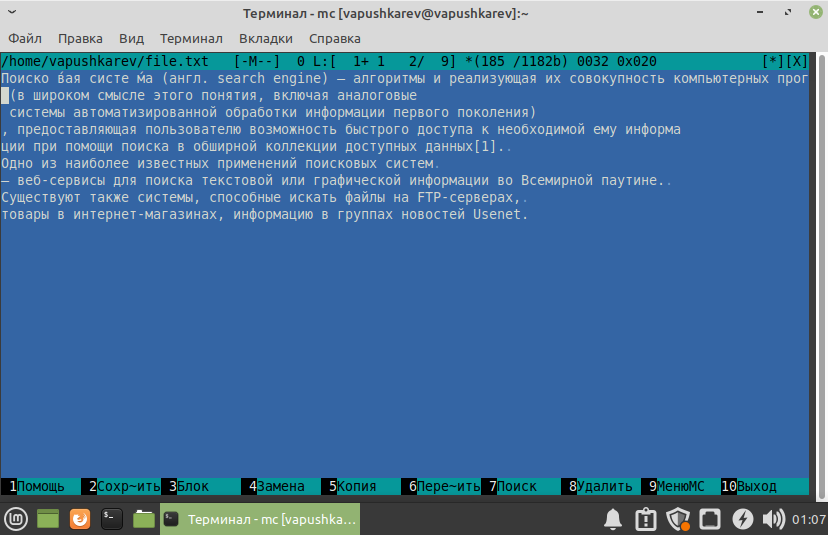 Терминал - mc [vapushkarev@vapushkarev]:~
Файл Правка Вид Терминал Вкладки Справка
/home/vapushkarev/file.txt [-M--] 0 L:[ 1+ 1 2/ 9] *(185 /1182b) 0032 0x020 [*][X]
Поиско в́ая систе м́а (англ. search engine) — алгоритмы и реализующая их совокупность компьютерных прог
(в широком смысле этого понятия, включая аналоговые
системы автоматизированной обработки информации первого поколения)
, предоставляющая пользователю возможность быстрого доступа к необходимой ему информа
ции при помощи поиска в обширной коллекции доступных данных[1]..
Одно из наиболее известных применений поисковых систем.
— веб-сервисы для поиска текстовой или графической информации во Всемирной паутине..
Существуют также системы, способные искать файлы на FTP-серверах,.
товары в интернет-магазинах, информацию в группах новостей Usenet.
1Помощь 2Сохр~ить 3Блок 4Замена 5Копия 6Пере~ить 7Поиск 8Удалить 9МенюМС 10Выход
Терминал - mc [vapushka... 01:07